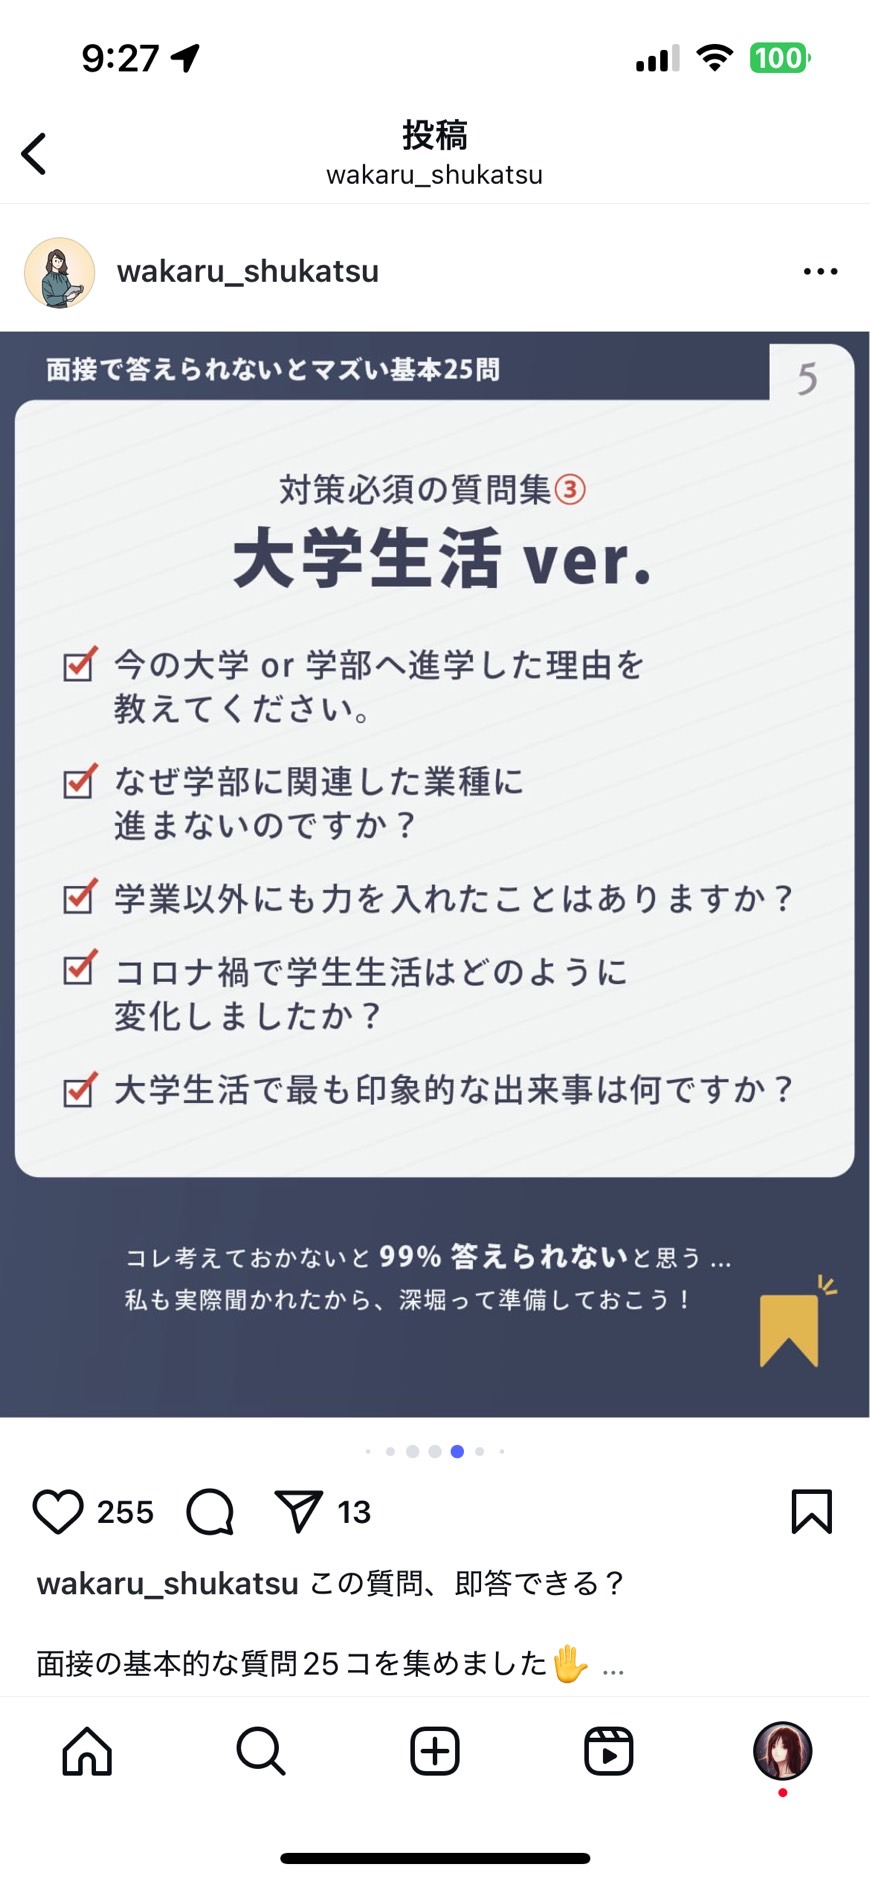 9:27
100
投稿
wakaru_shukatsu
wakaru_shukatsu
面接で答えられないとマズい基本25問
5
対策必須の質問集③
大学生活 ver.
今の大学 or 学部へ進学した理由を
教えてください。
なぜ学部に関連した業種に
進まないのですか？
学業以外にも力を入れたことはありますか？
コロナ禍で学生生活はどのように
変化しましたか？
大学生活で最も印象的な出来事は何ですか？
コレ考えておかないと 99% 答えられないと思う ...
私も実際聞かれたから、深堀って準備しておこう！
255
13
wakaru_shukatsu この質問、即答できる？
面接の基本的な質問25コを集めました✋ ...